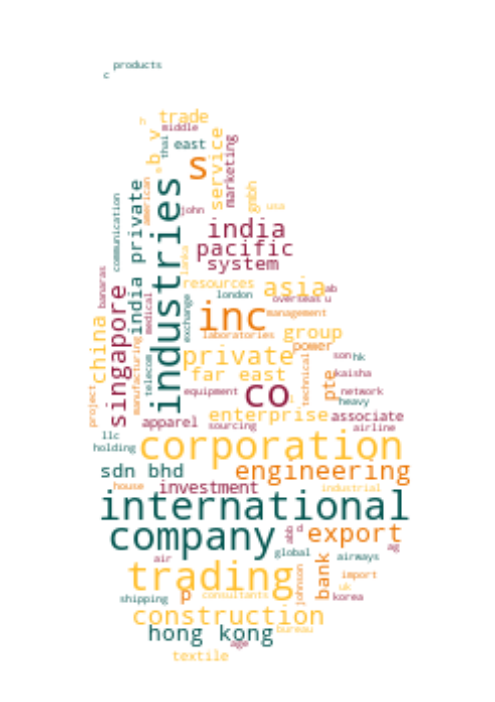 products
c
h
trade
middle
b v
thai
east
s
service
marketing
american
india private
industries
john
gmbh
usa
communication
india
pacific
system
lanka
banaras
singapore
medical
resources
london
asia
ab
overseas
u
exchange
inc
management
laboratories
group
china
manufacturing
telecom
private
power
son
hk
far east
technical
pte
kaisha
project
equipment
co
network
heavy
enterprise
associate
apparel
sourcing
airline
llc
holding
corporation
sdn bhd
engineering
house
investment
industrial
international
company
abb
d
export
global
airways
ag
air
trading
bank
import
johnson
uk
shipping
p
consultants
korea
construction
hong kong
bureau
age
textile